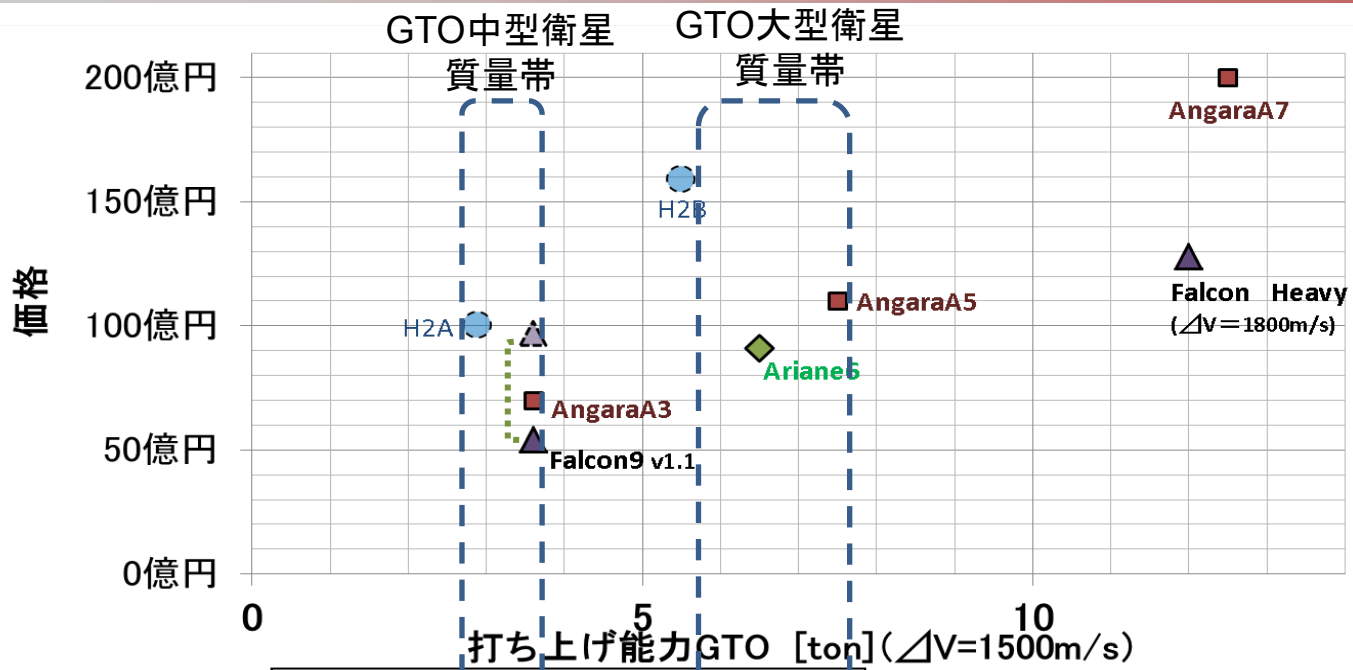 GTO中型衛星
質量帯
GTO大型衛星
質量帯
200億円
150億円
100億円
50億円
0億円
価格
AngaraA7
H2B
Falcon Heavy
(⊿V=1800m/s)
AngaraA5
H2A
Ariane6
AngaraA3
Falcon9 v1.1
0
5
10
打ち上げ能力GTO [ton](⊿V=1500m/s)